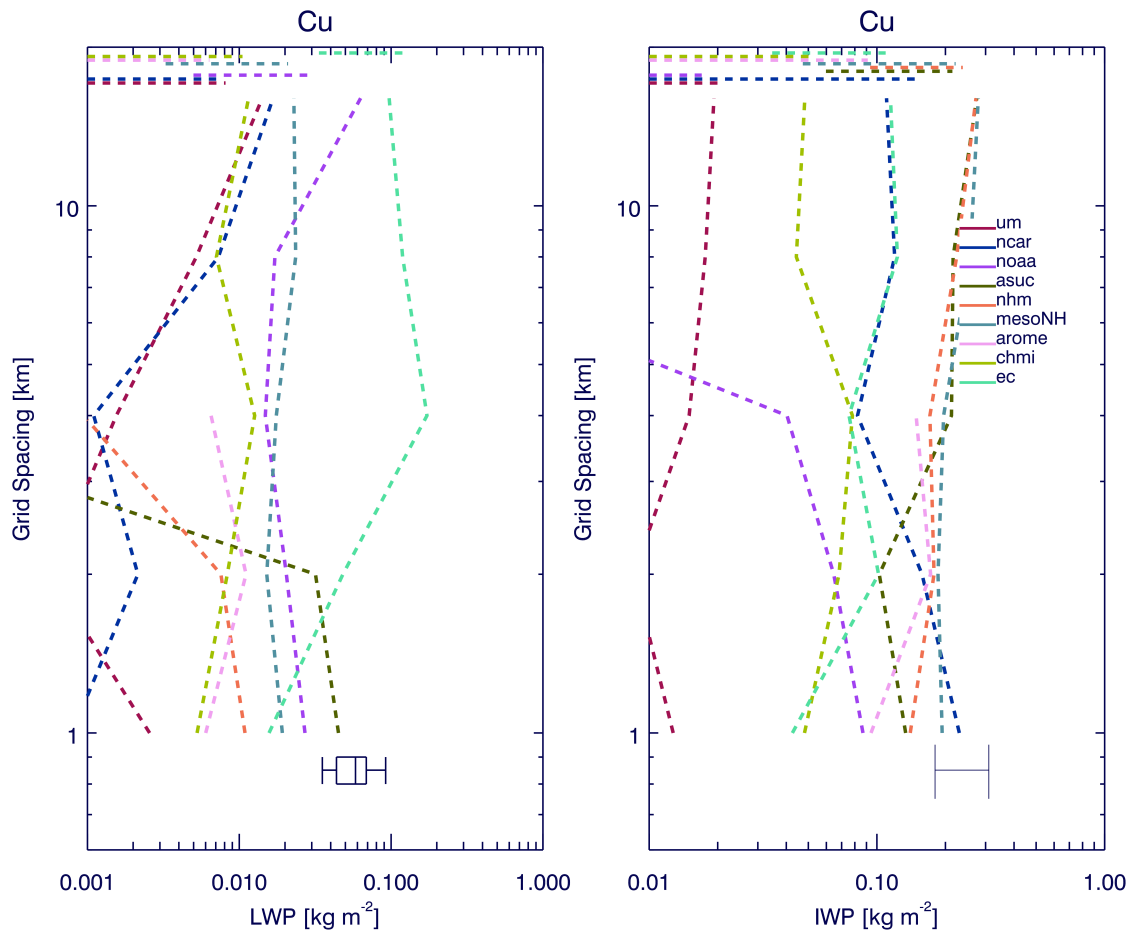 Cu
Grid Spacing [km]
10
1
0.001 0.010 0.100 1.000
LWP [kg m-2]
Cu
Grid Spacing [km]
10
1
0.01 0.10 1.00
IWP [kg m-2]
um
ncar
noaa
asuc
nhm
mesoNH
arome
chmi
ec